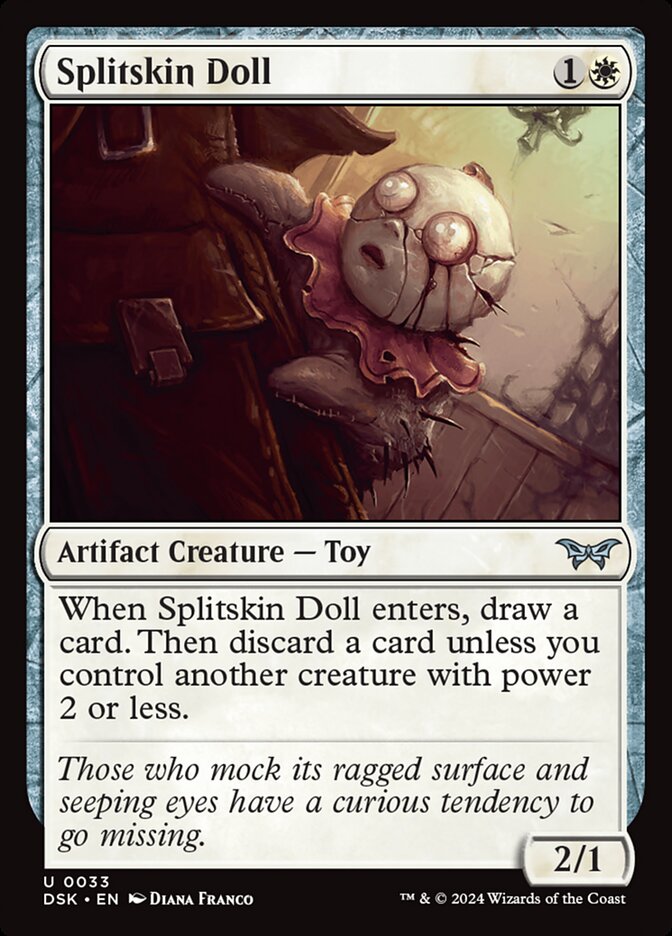 Splitskin Doll 1
Artifact Creature — Toy
When Splitskin Doll enters, draw a
card. Then discard a card unless you
control another creature with power
2 or less.
Those who mock its ragged surface and
seeping eyes have a curious tendency to
go missing.
2/1
U 0033
DSK • EN Diana Franco
™ & © 2024 Wizards of the Coast